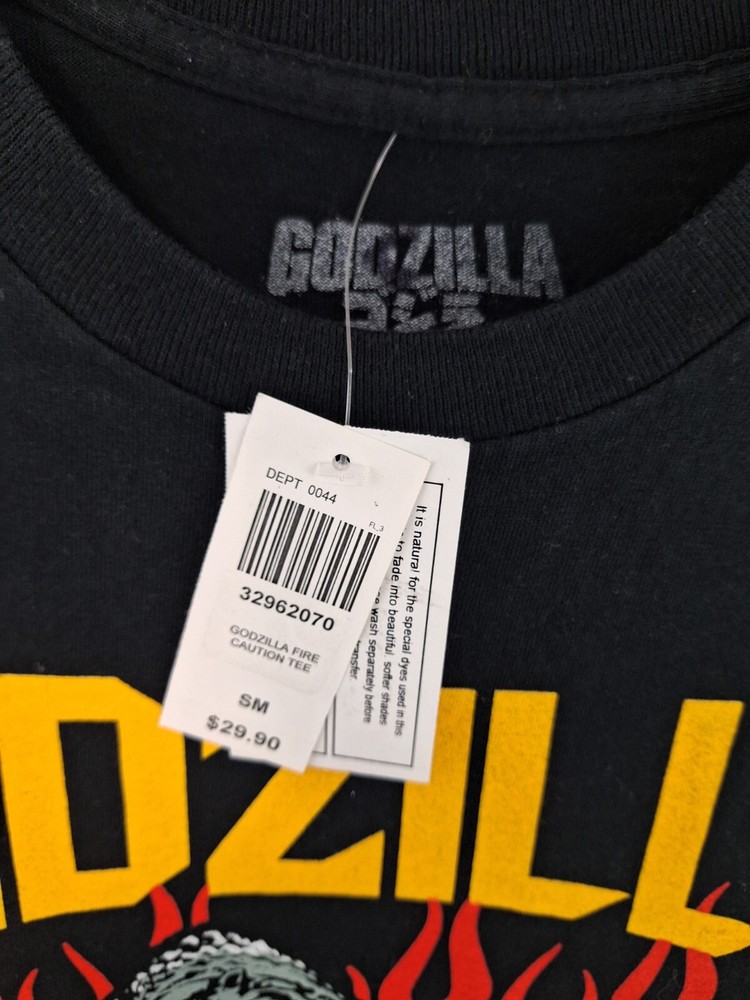 GODZILLA
ゴジラ
DEPT 0044
FL_3
32962070
GODZILLA FIRE
CAUTION TEE
SM
$29.90
It is natural for the special dyes used in this
to fade into beautiful softer shades
wash separately before
ansfer.
DZILL